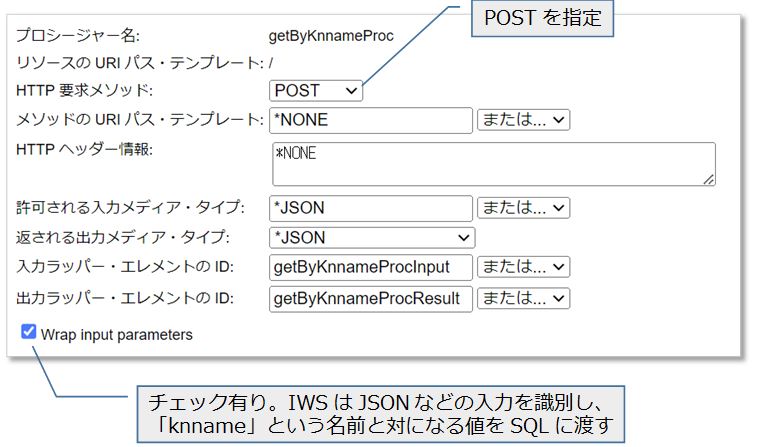 POST を指定
プロシージャー名: getByKnnameProc
リソースの URI パス・テンプレート: /
HTTP 要求メソッド: POST
メソッドの URI パス・テンプレート: *NONE または...
HTTP ヘッダー情報: *NONE
許可される入力メディア・タイプ: *JSON または...
返される出力メディア・タイプ: *JSON
入力ラッパー・エレメントの ID: getByKnnameProcInput または...
出力ラッパー・エレメントの ID: getByKnnameProcResult または...
Wrap input parameters
チェック有り。IWS は JSON などの入力を識別し、
「knname」という名前と対になる値を SQL に渡す